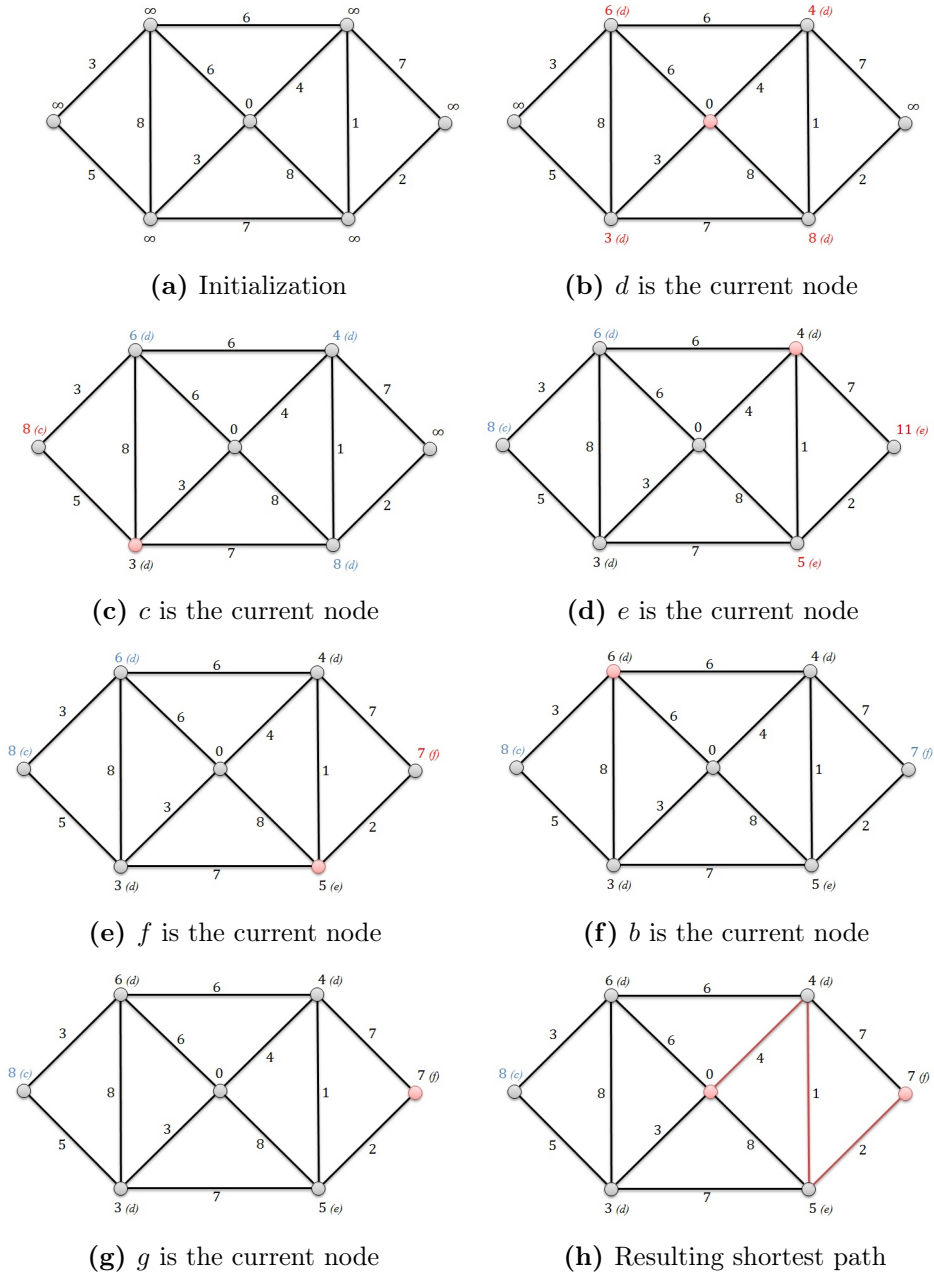 ∞ 6 ∞
3 6 4 7
∞ 0 ∞
8 1
5 3 8 2
∞ 7 ∞
(a) Initialization
6 (d) 6 4 (d)
3 6 4 7
∞ 0 ∞
8 1
5 3 8 2
3 (d) 7 8 (d)
(b) d is the current node
6 (d) 6 4 (d)
3 6 4 7
8 (c) 0 ∞
8 1
5 3 8 2
3 (d) 7 8 (d)
(c) c is the current node
6 (d) 6 4 (d)
3 6 4 7
8 (c) 0 11 (e)
8 1
5 3 8 2
3 (d) 7 5 (e)
(d) e is the current node
6 (d) 6 4 (d)
3 6 4 7
8 (c) 0 7 (f)
8 1
5 3 8 2
3 (d) 7 5 (e)
(e) f is the current node
6 (d) 6 4 (d)
3 6 4 7
8 (c) 0 7 (f)
8 1
5 3 8 2
3 (d) 7 5 (e)
(f) b is the current node
6 (d) 6 4 (d)
3 6 4 7
8 (c) 0 7 (f)
8 1
5 3 8 2
3 (d) 7 5 (e)
(g) g is the current node
6 (d) 6 4 (d)
3 6 4 7
8 (c) 0 7 (f)
8 1
5 3 8 2
3 (d) 7 5 (e)
(h) Resulting shortest path